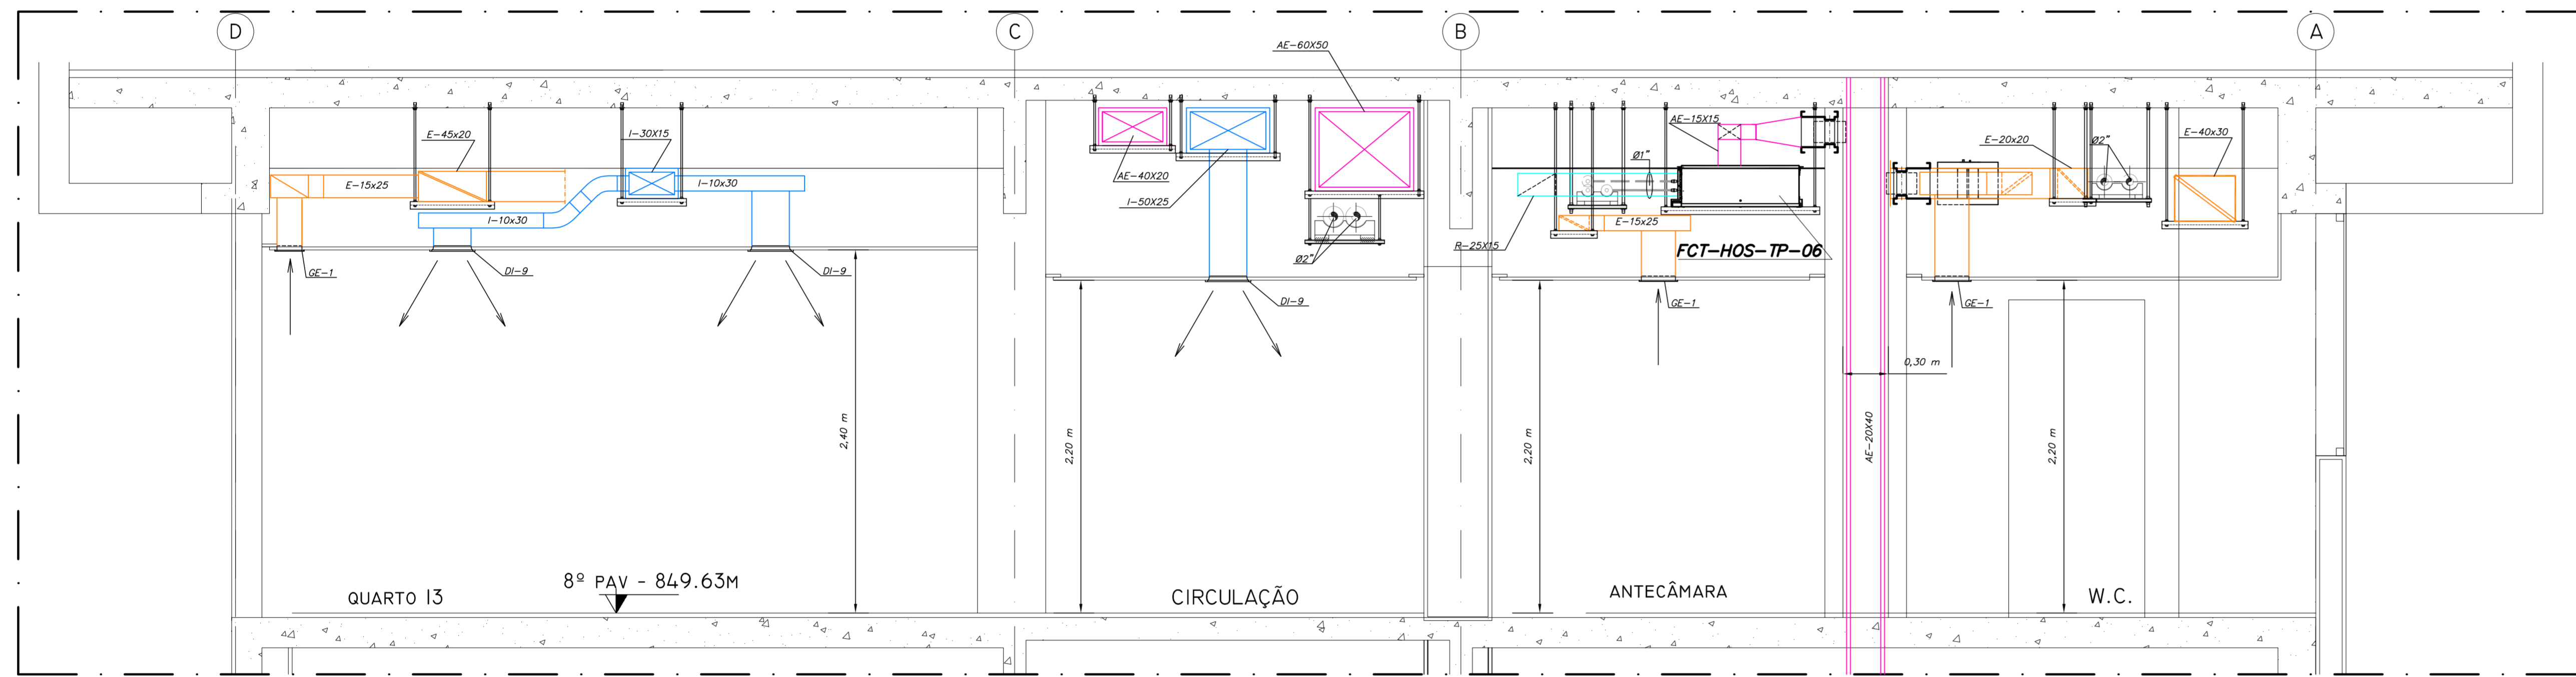 D
C
B
A
AE-60X50
E-45x20
I-30X15
AE-15X15
E-20x20
Ø2"
E-40x30
Ø1"
E-15x25
I-10x30
AE-40X20
I-50X25
I-10x30
E-15x25
R-25X15
FCT-HOS-TP-06
Ø2"
GE-1
DI-9
DI-9
DI-9
GE-1
GE-1
0,30 m
2,40 m
2,20 m
2,20 m
AE-20X40
2,20 m
8º PAV - 849.63M
QUARTO 13
CIRCULAÇÃO
ANTECÂMARA
W.C.